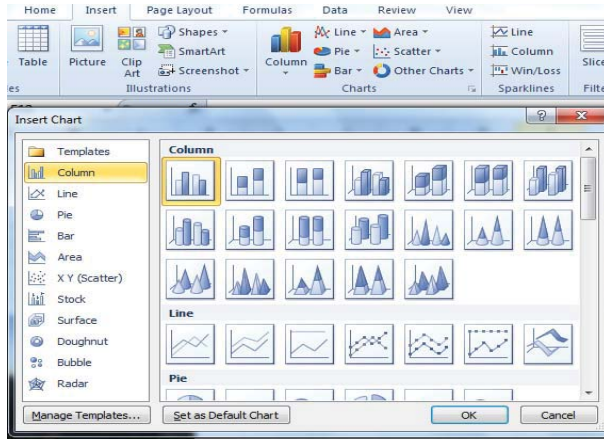 Home Insert Page Layout Formulas Data Review View
Table
Picture
Clip Art
Shapes
SmartArt
Screenshot
Illustrations
Column
Line
Pie
Bar
Area
Scatter
Other Charts
Charts
Line
Column
Win/Loss
Sparklines
Insert Chart
Templates
Column
Line
Pie
Bar
Area
X Y (Scatter)
Stock
Surface
Doughnut
Bubble
Radar
Column
Line
Pie
Manage Templates...
Set as Default Chart
OK
Cancel